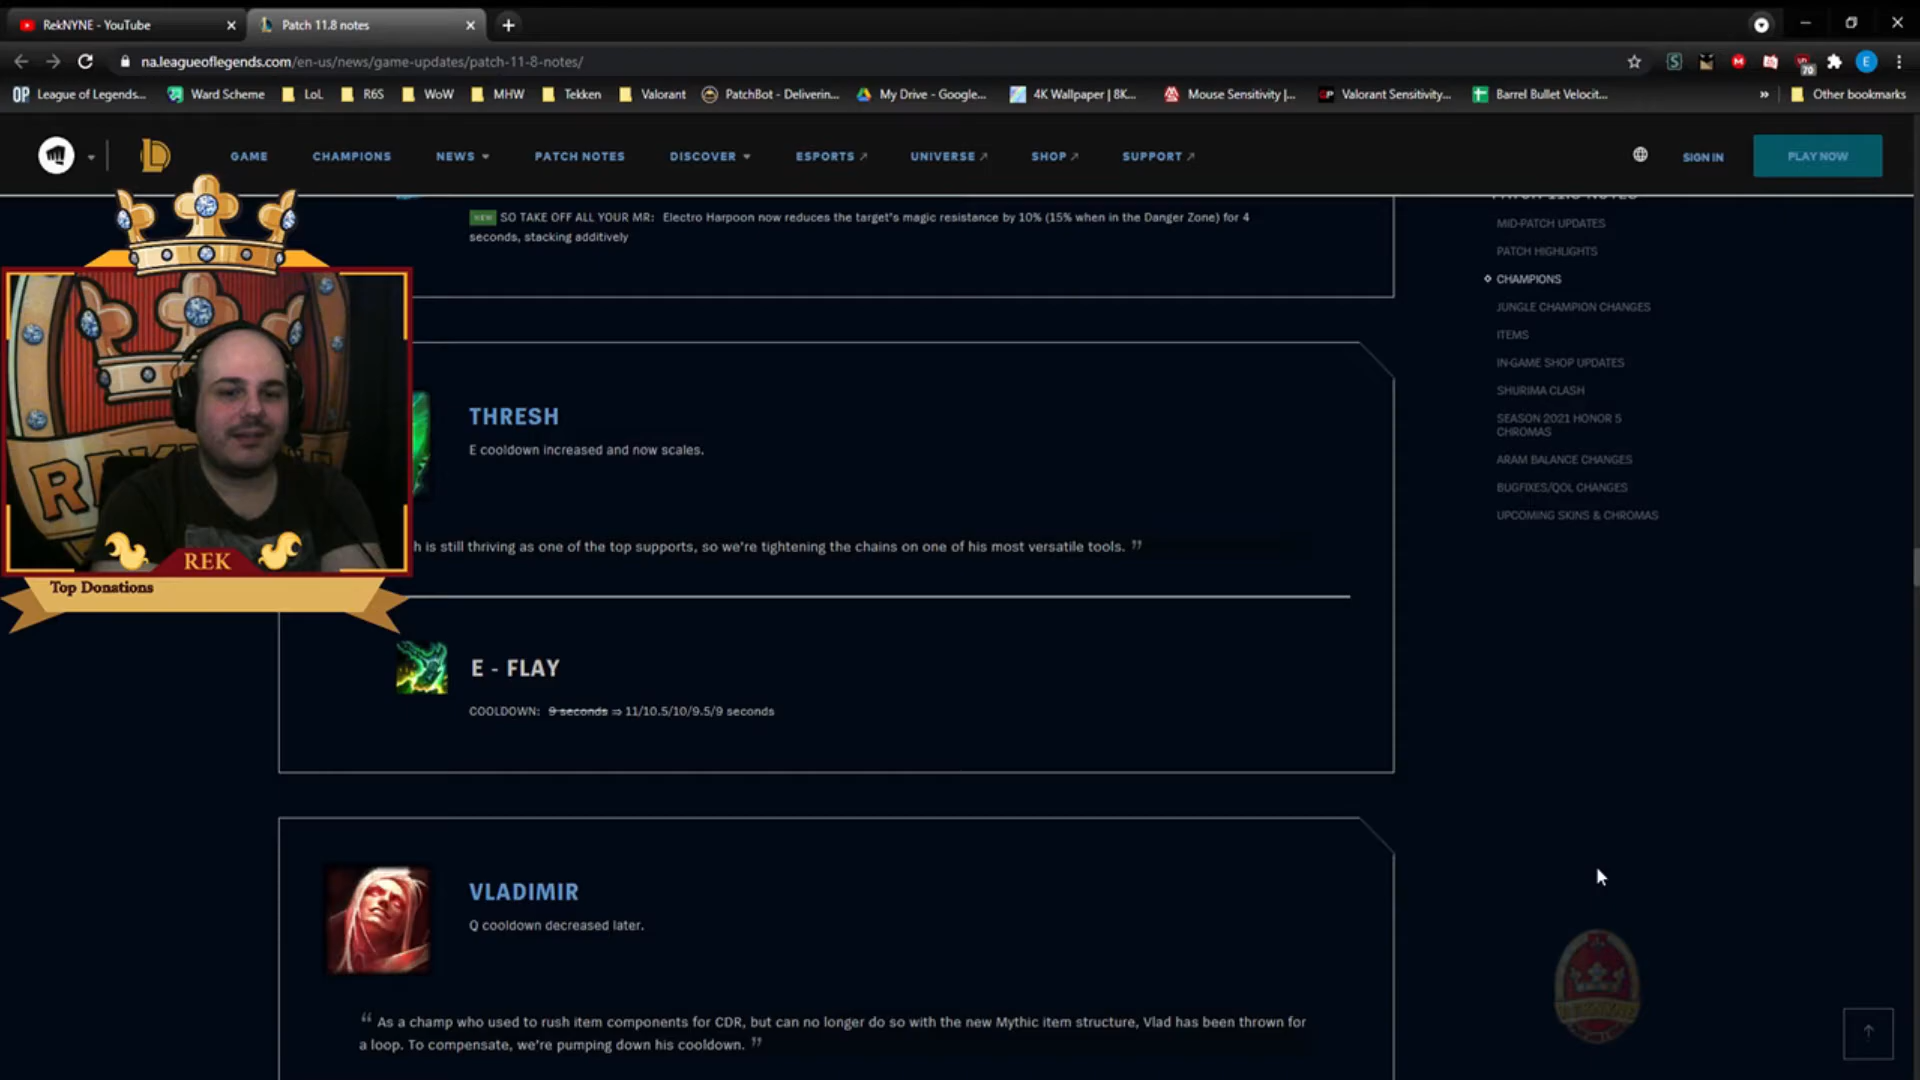 RekNYNE - YouTube
Patch 11.8 notes
na.leagueoflegends.com/en-us/news/game-updates/patch-11-8-notes/
70
E
OP League of Legends...
Ward Scheme
LoL
R6S
WoW
MHW
Tekken
Valorant
PatchBot - Deliverin...
My Drive - Google...
4K Wallpaper | 8K...
Mouse Sensitivity |...
Valorant Sensitivity...
Barrel Bullet Velocit...
Other bookmarks
GAME
CHAMPIONS
NEWS
PATCH NOTES
DISCOVER
ESPORTS
UNIVERSE
SHOP
SUPPORT
SIGN IN
PLAY NOW
NEW SO TAKE OFF ALL YOUR MR: Electro Harpoon now reduces the target's magic resistance by 10% (15% when in the Danger Zone) for 4
seconds, stacking additively
PATCH 11.8 NOTES
MID-PATCH UPDATES
PATCH HIGHLIGHTS
CHAMPIONS
JUNGLE CHAMPION CHANGES
ITEMS
IN-GAME SHOP UPDATES
SHURIMA CLASH
SEASON 2021 HONOR 5
CHROMAS
ARAM BALANCE CHANGES
BUGFIXES/QOL CHANGES
UPCOMING SKINS & CHROMAS
REK
Top Donations
THRESH
E cooldown increased and now scales.
h is still thriving as one of the top supports, so we're tightening the chains on one of his most versatile tools. ”
E - FLAY
COOLDOWN: 9 seconds ⇒ 11/10.5/10/9.5/9 seconds
VLADIMIR
Q cooldown decreased later.
“ As a champ who used to rush item components for CDR, but can no longer do so with the new Mythic item structure, Vlad has been thrown for
a loop. To compensate, we're pumping down his cooldown. ”